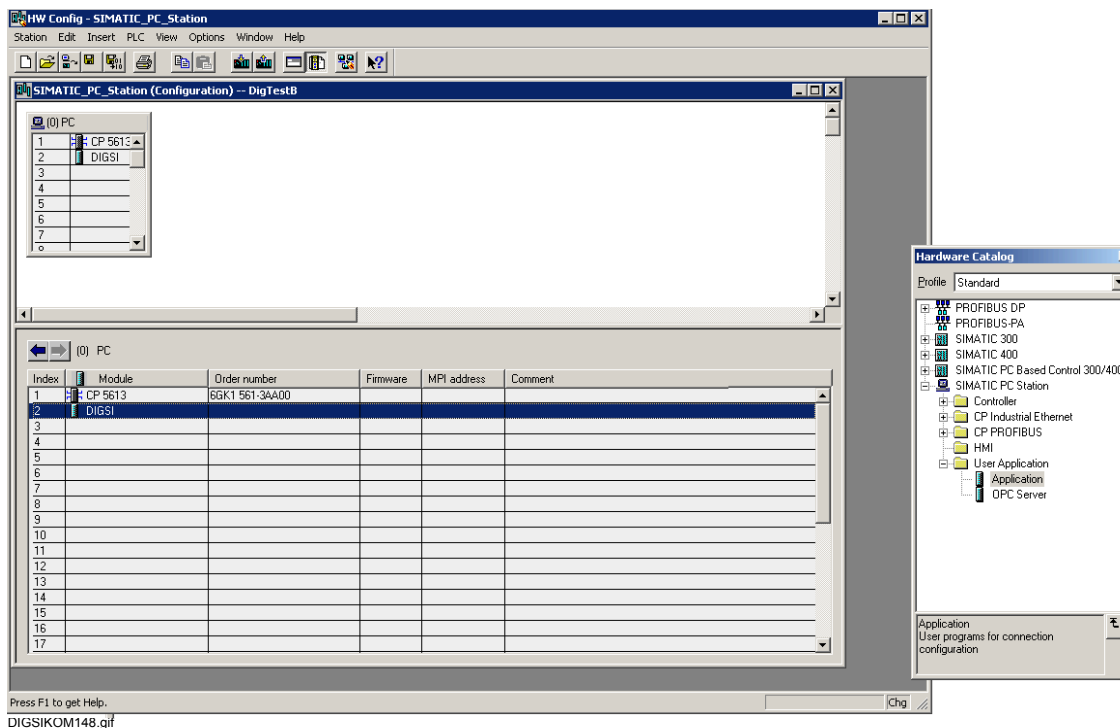 HW Config - SIMATIC_PC_Station
Station Edit Insert PLC View Options Window Help
SIMATIC_PC_Station (Configuration) -- DigTestB
(0) PC
1 CP 5613
2 DIGSI
3
4
5
6
7
(0) PC
Index Module Order number Firmware MPI address Comment
1 CP 5613 6GK1 561-3AA00
2 DIGSI
3
4
5
6
7
8
9
10
11
12
13
14
15
16
17
Press F1 to get Help.
Chg
Hardware Catalog
Profile Standard
PROFIBUS DP
PROFIBUS-PA
SIMATIC 300
SIMATIC 400
SIMATIC PC Based Control 300/400
SIMATIC PC Station
Controller
CP Industrial Ethernet
CP PROFIBUS
HMI
User Application
Application
OPC Server
Application
User programs for connection
configuration
DIGSIKOM148.gif